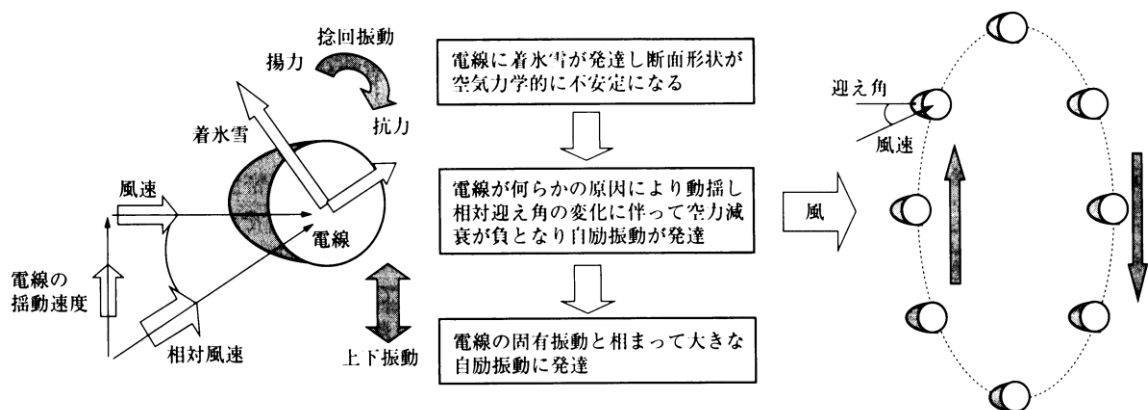 捻回振動
揚力
抗力
着氷雪
風速
電線
電線の
揺動速度
相対風速
上下振動
電線に着氷雪が発達し断面形状が
空気力学的に不安定になる
電線が何らかの原因により動揺し
相対迎え角の変化に伴って空力減
衰が負となり自励振動が発達
電線の固有振動と相まって大きな
自励振動に発達
風
迎え角
風速